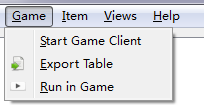 Game Item Views Help
Start Game Client
Export Table
Run in Game